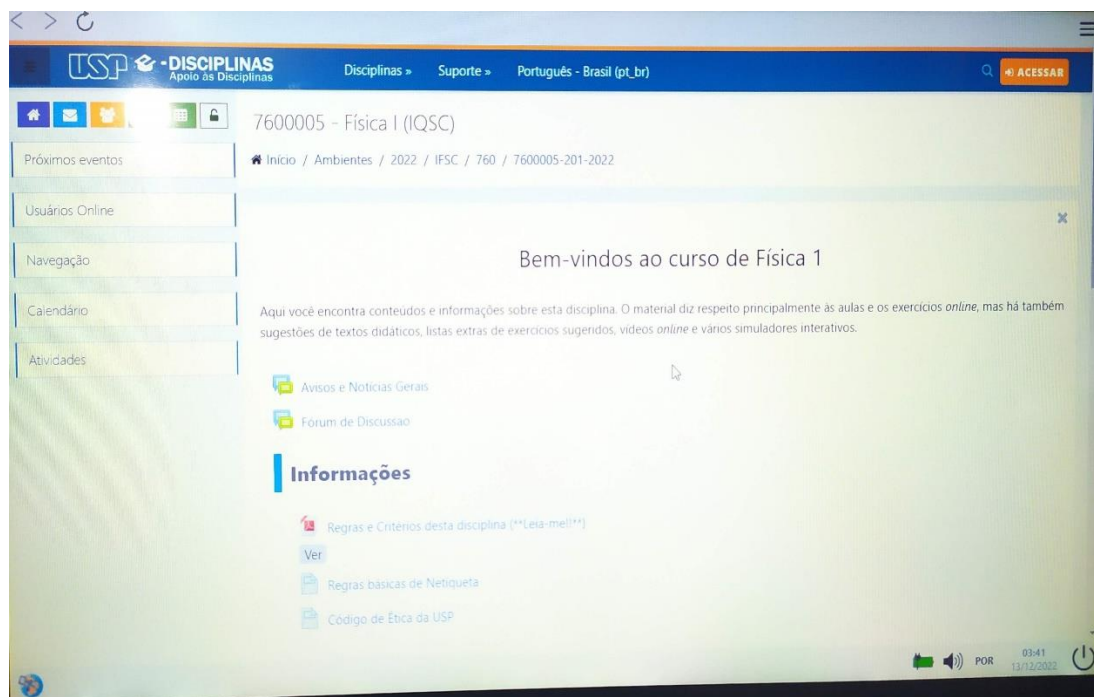 USP e-DISCIPLINAS
Apoio às Disciplinas
Disciplinas »
Suporte »
Português - Brasil (pt_br)
ACESSAR
7600005 - Física I (IQSC)
Início / Ambientes / 2022 / IFSC / 760 / 7600005-201-2022
Próximos eventos
Usuários Online
Navegação
Calendário
Atividades
Bem-vindos ao curso de Física 1
Aqui você encontra conteúdos e informações sobre esta disciplina. O material diz respeito principalmente às aulas e os exercícios online, mas há também
sugestões de textos didáticos, listas extras de exercícios sugeridos, vídeos online e vários simuladores interativos.
Avisos e Notícias Gerais
Fórum de Discussão
Informações
Regras e Critérios desta disciplina (**Leia-me!!**)
Ver
Regras básicas de Netiqueta
Código de Ética da USP
POR
03:41
13/12/2022